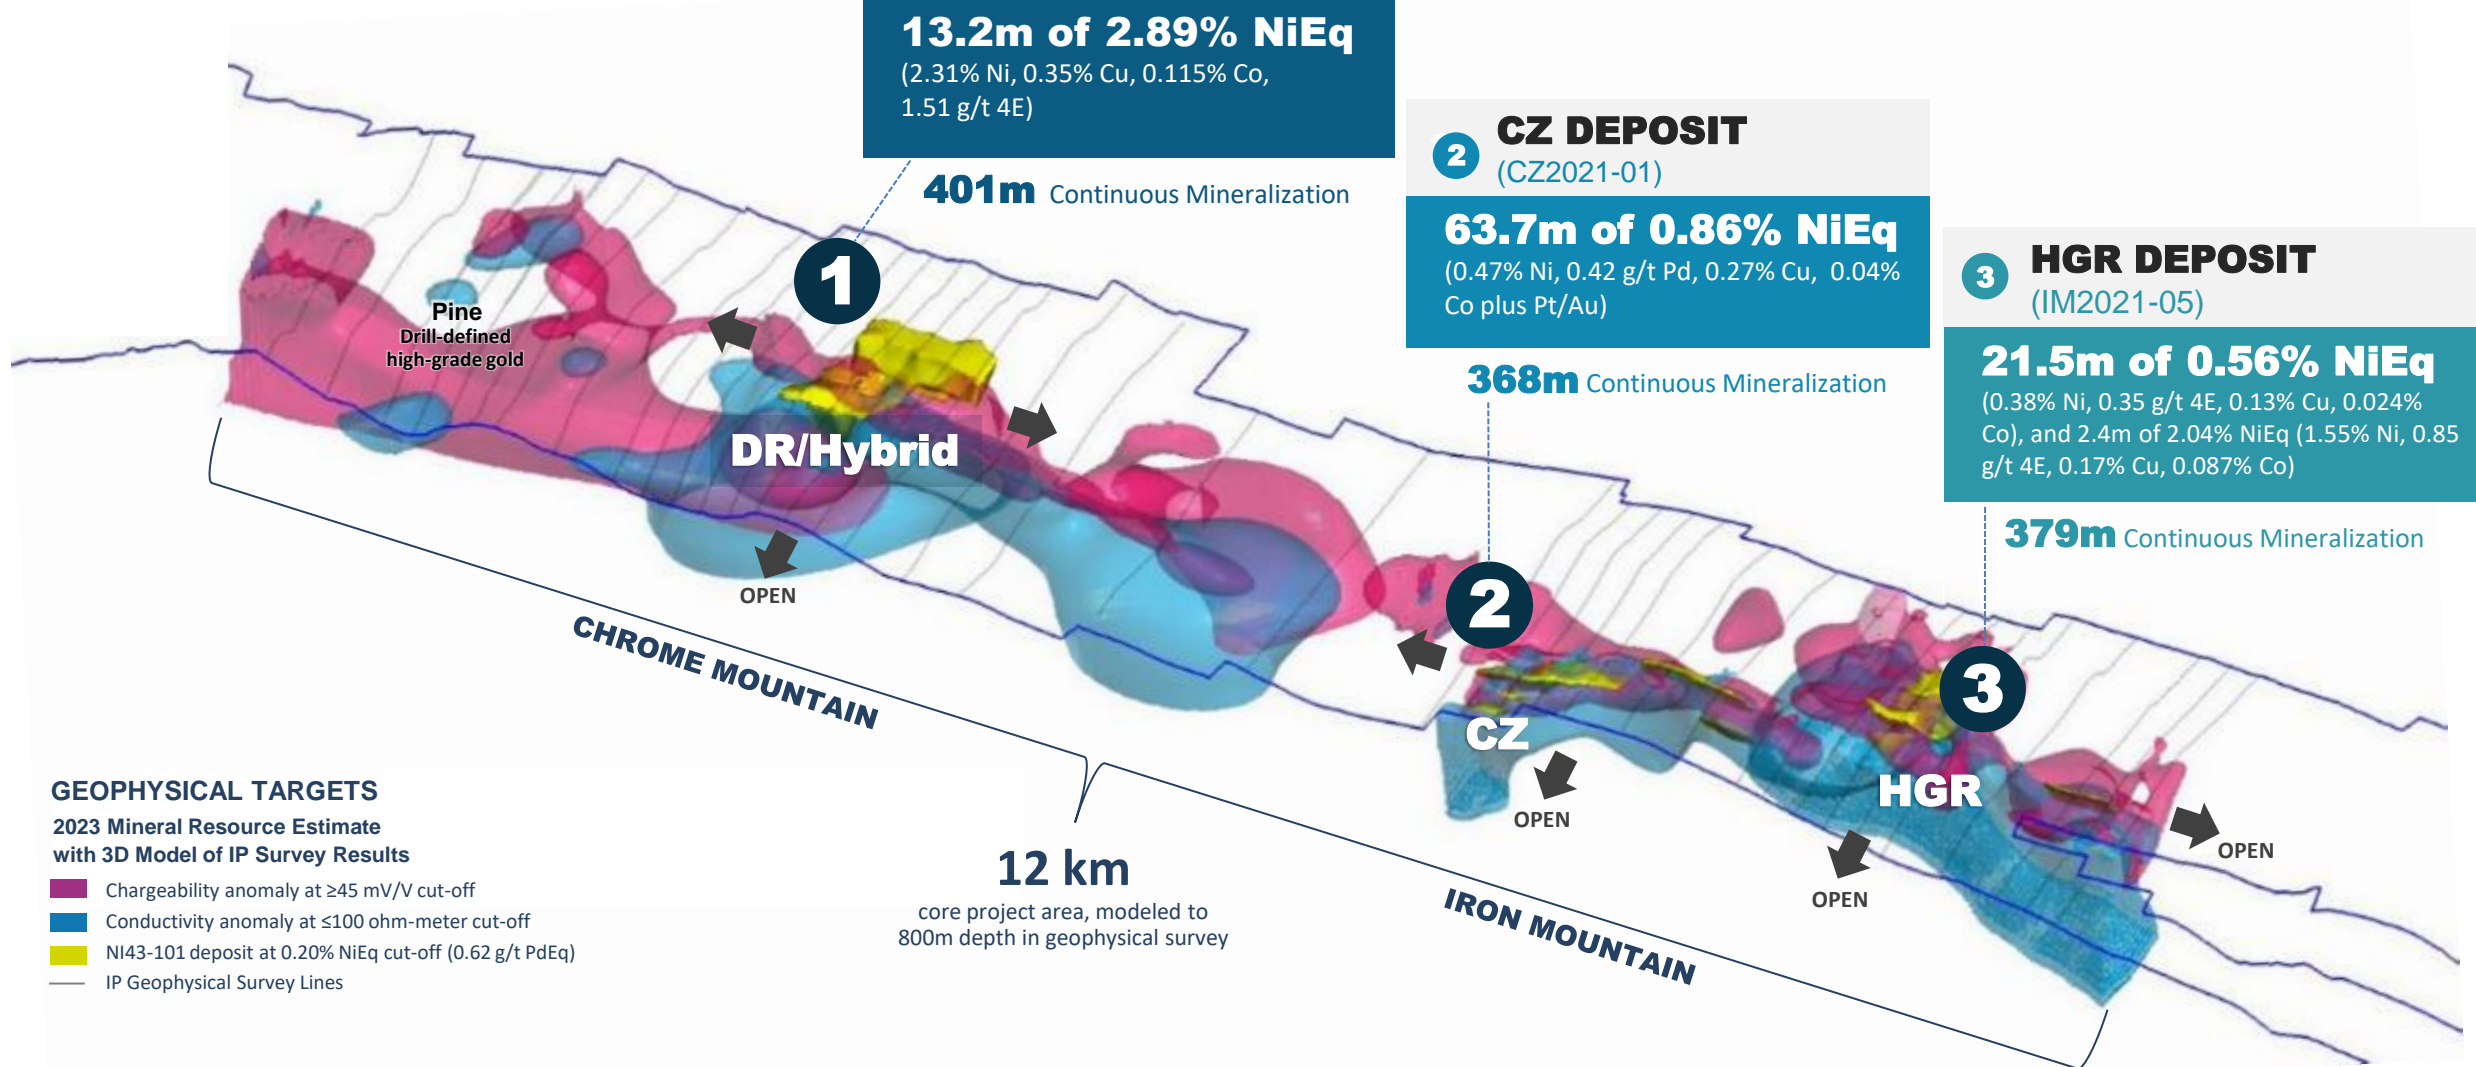 13.2m of 2.89% NiEq
(2.31% Ni, 0.35% Cu, 0.115% Co,
1.51 g/t 4E)
401m Continuous Mineralization
1
2
CZ DEPOSIT
(CZ2021-01)
63.7m of 0.86% NiEq
(0.47% Ni, 0.42 g/t Pd, 0.27% Cu, 0.04%
Co plus Pt/Au)
368m Continuous Mineralization
3
HGR DEPOSIT
(IM2021-05)
21.5m of 0.56% NiEq
(0.38% Ni, 0.35 g/t 4E, 0.13% Cu, 0.024%
Co), and 2.4m of 2.04% NiEq (1.55% Ni, 0.85
g/t 4E, 0.17% Cu, 0.087% Co)
379m Continuous Mineralization
Pine
Drill-defined
high-grade gold
DR/Hybrid
OPEN
2
CZ
OPEN
3
HGR
OPEN
OPEN
CHROME MOUNTAIN
12 km
core project area, modeled to
800m depth in geophysical survey
IRON MOUNTAIN
GEOPHYSICAL TARGETS
2023 Mineral Resource Estimate
with 3D Model of IP Survey Results
Chargeability anomaly at ≥45 mV/V cut-off
Conductivity anomaly at ≤100 ohm-meter cut-off
NI43-101 deposit at 0.20% NiEq cut-off (0.62 g/t PdEq)
IP Geophysical Survey Lines